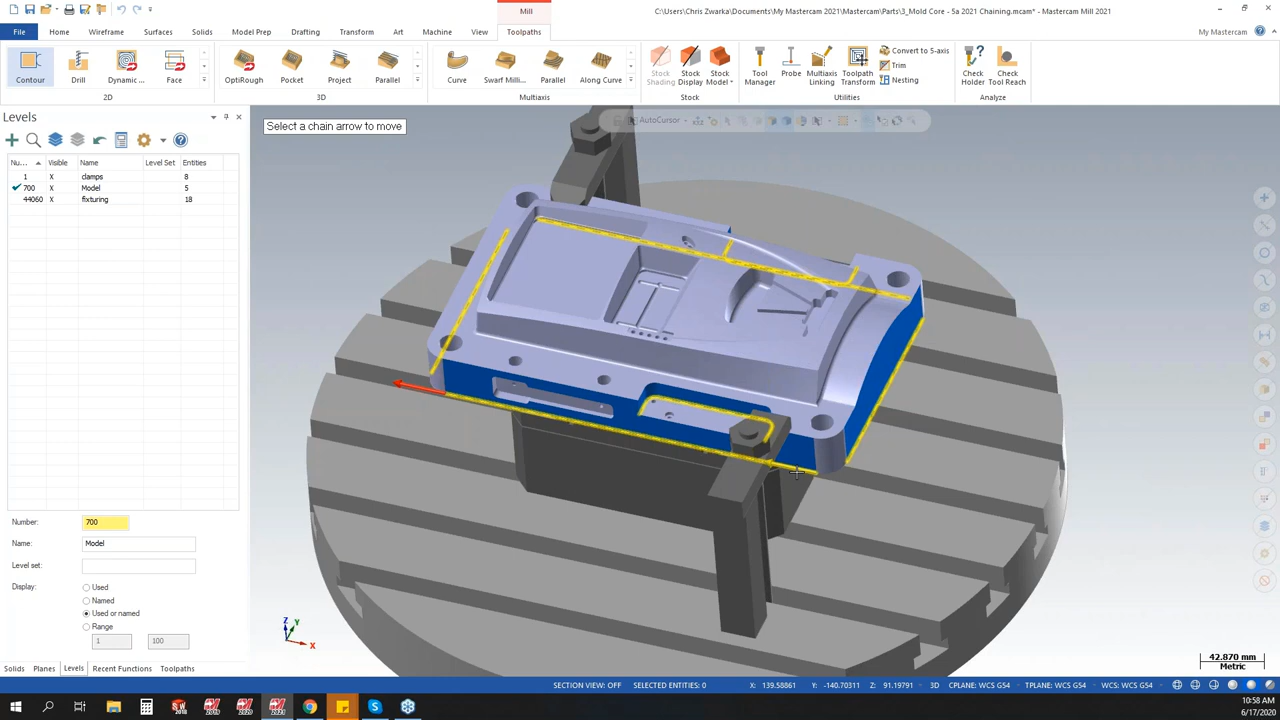 Mill
C:\Users\Chris Zwarka\Documents\My Mastercam 2021\Mastercam\Parts\3_Mold Core - 5a 2021 Chaining.mcam* - Mastercam Mill 2021
File Home Wireframe Surfaces Solids Model Prep Drafting Transform Art Machine View Toolpaths
My Mastercam
Contour Drill Dynamic ... Face
OptiRough Pocket Project Parallel
Curve Swarf Milli... Parallel Along Curve
Stock Shading Stock Display Stock Model
Tool Manager Probe Multiaxis Linking Toolpath Transform
Convert to 5-axis
Trim
Nesting
Check Holder Check Tool Reach
2D 3D Multiaxis Stock Utilities Analyze
Levels
Select a chain arrow to move
AutoCursor
Nu... Visible Name Level Set Entities
1 X clamps 8
700 X Model 5
44060 X fixturing 18
Number: 700
Name: Model
Level set:
Display: Used
Named
Used or named
Range
1 100
Z Y X
42.870 mm
Metric
Solids Planes Levels Recent Functions Toolpaths
SECTION VIEW: OFF SELECTED ENTITIES: 0 X: 139.58861 Y: -140.70311 Z: 91.19791 3D CPLANE: WCS G54 TPLANE: WCS G54 WCS: WCS G54
10:58 AM
6/17/2020